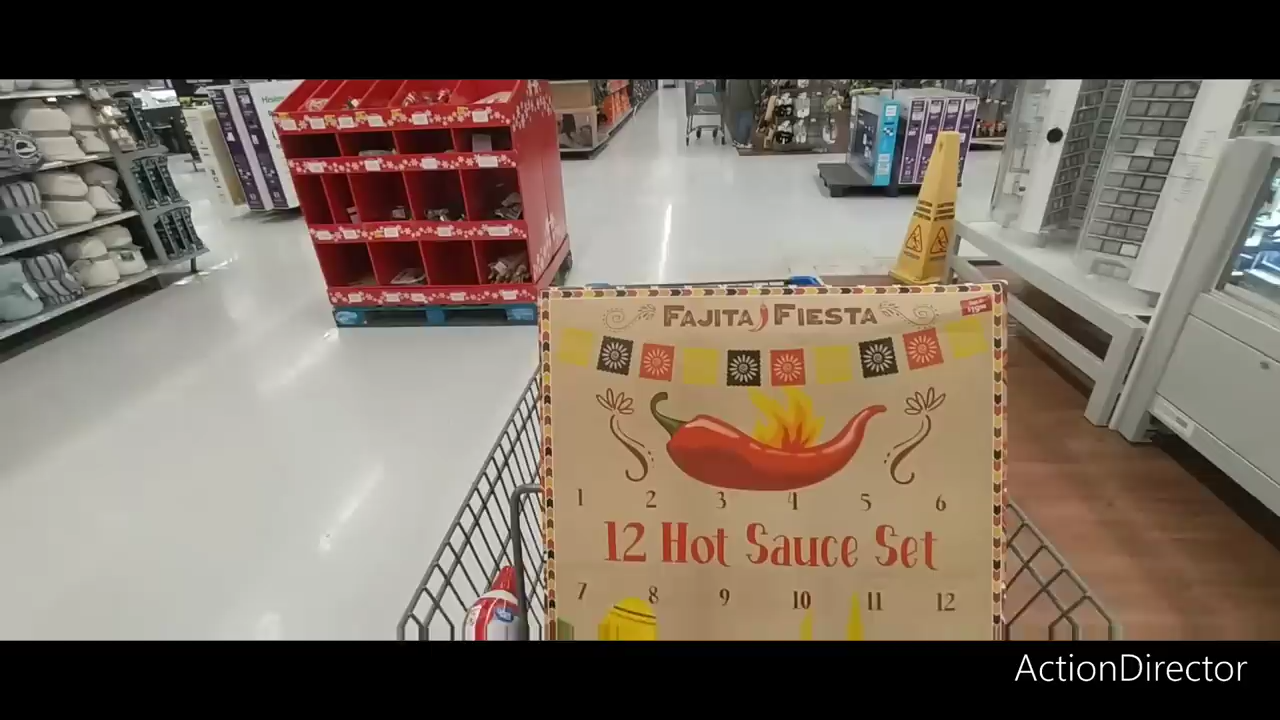 FAJITA FIESTA
1 2 3 4 5 6
12 Hot Sauce Set
7 8 9 10 11 12
ActionDirector